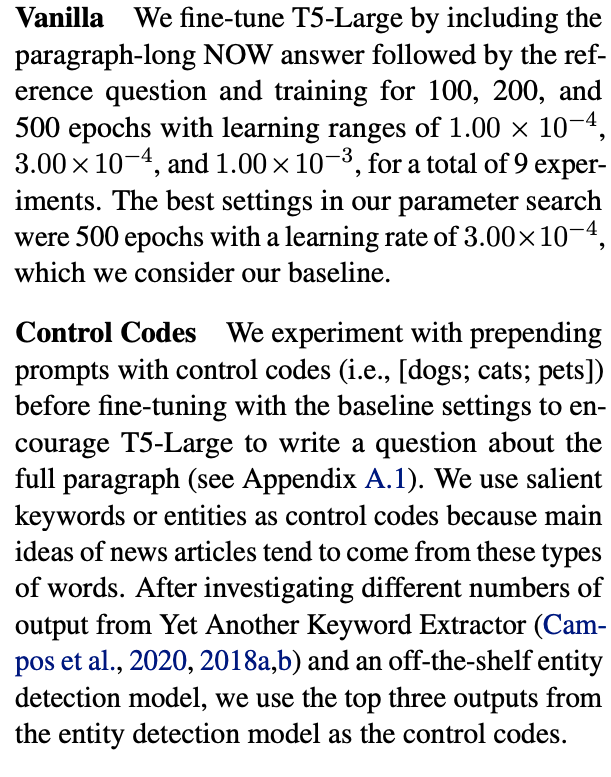 Vanilla We fine-tune T5-Large by including the
paragraph-long NOW answer followed by the ref-
erence question and training for 100, 200, and
500 epochs with learning ranges of 1.00 × 10⁻⁴,
3.00 × 10⁻⁴, and 1.00 × 10⁻³, for a total of 9 exper-
iments. The best settings in our parameter search
were 500 epochs with a learning rate of 3.00×10⁻⁴,
which we consider our baseline.
Control Codes We experiment with prepending
prompts with control codes (i.e., [dogs; cats; pets])
before fine-tuning with the baseline settings to en-
courage T5-Large to write a question about the
full paragraph (see Appendix A.1). We use salient
keywords or entities as control codes because main
ideas of news articles tend to come from these types
of words. After investigating different numbers of
output from Yet Another Keyword Extractor (Cam-
pos et al., 2020, 2018a,b) and an off-the-shelf entity
detection model, we use the top three outputs from
the entity detection model as the control codes.